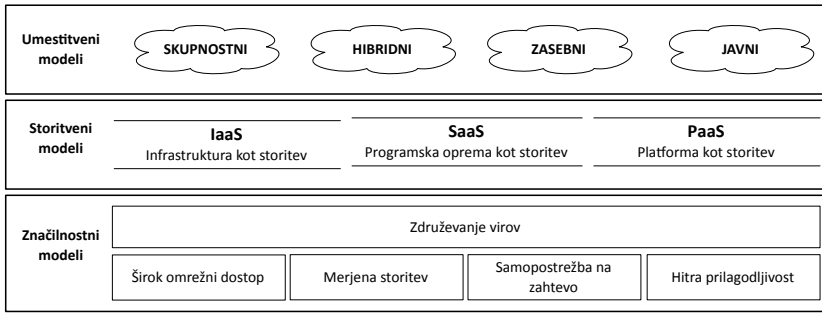 Umestitveni
modeli
SKUPNOSTNI
HIBRIDNI
ZASEBNI
JAVNI
Storitveni
modeli
IaaS
Infrastruktura kot storitev
SaaS
Programska oprema kot storitev
PaaS
Platforma kot storitev
Značilnostni
modeli
Združevanje virov
Širok omrežni dostop
Merjena storitev
Samopostrežba na
zahtevo
Hitra prilagodljivost